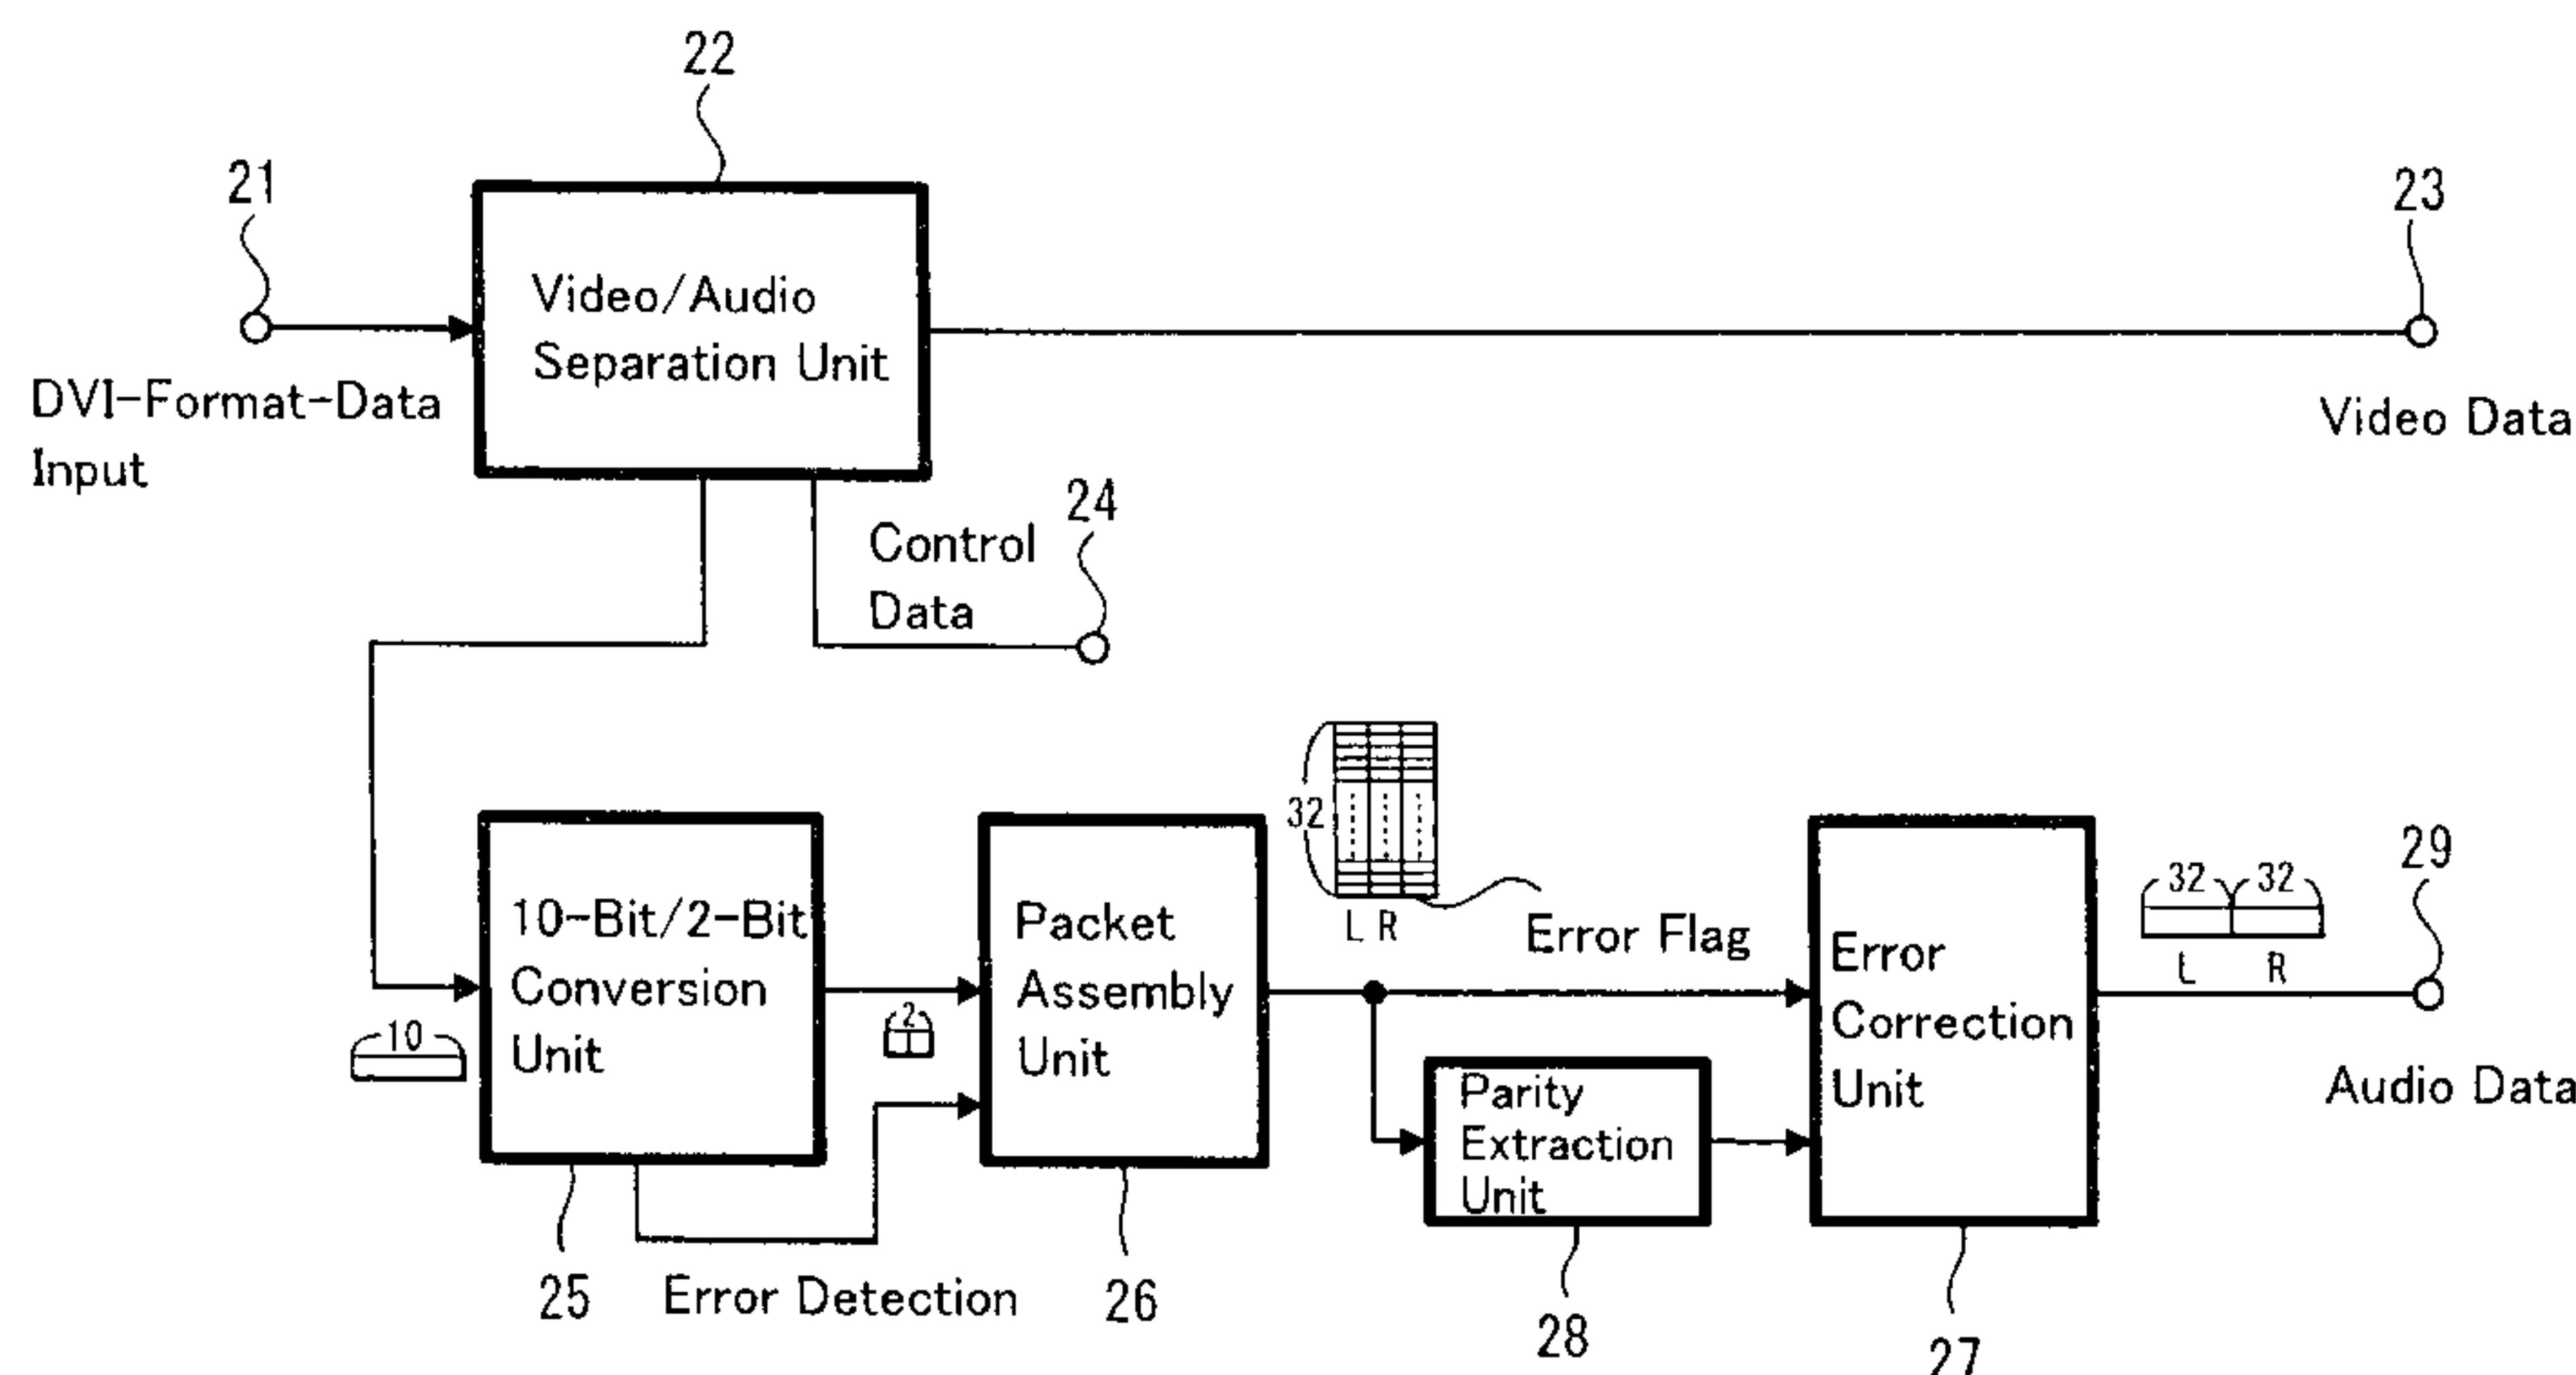 22
21
23
Video/Audio
Separation Unit
DVI-Format-Data
Input
Video Data
24
Control
Data
32
L R
Error Flag
29
32 32
L R
10-Bit/2-Bit
Conversion
Unit
10
2
Packet
Assembly
Unit
Error
Correction
Unit
Parity
Extraction
Unit
Audio Data
25
Error Detection
26
28
27